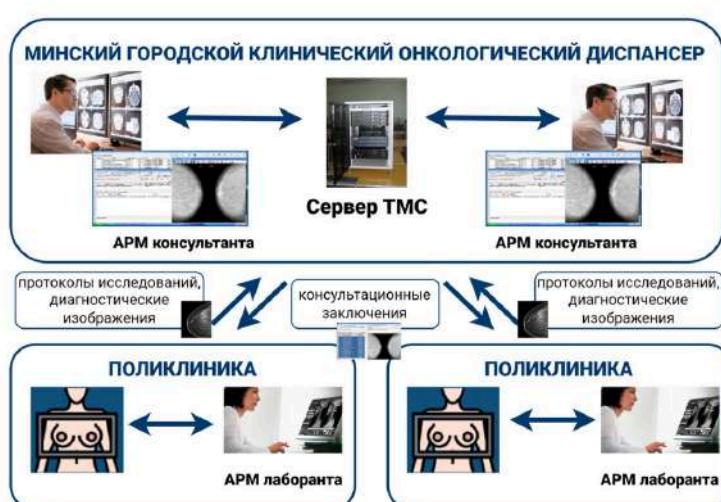 МИНСКИЙ ГОРОДСКОЙ КЛИНИЧЕСКИЙ ОНКОЛОГИЧЕСКИЙ ДИСПАНСЕР
Сервер ТМС
АРМ консультанта
АРМ консультанта
протоколы исследований,
диагностические
изображения
консультационные
заключения
протоколы исследований,
диагностические
изображения
ПОЛИКЛИНИКА
ПОЛИКЛИНИКА
АРМ лаборанта
АРМ лаборанта